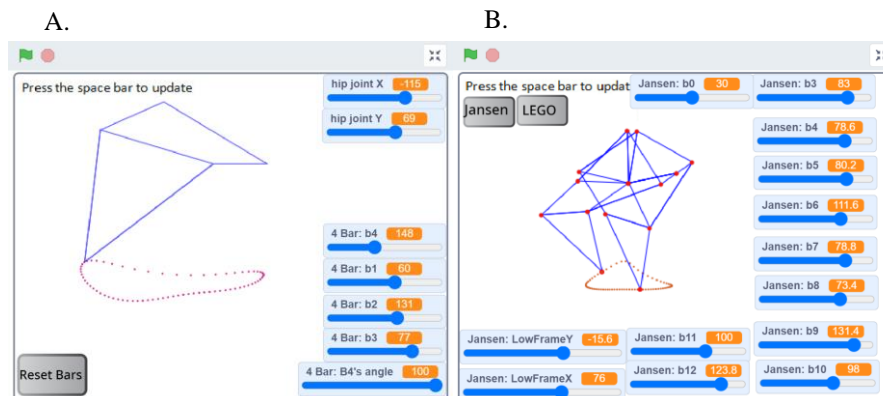 A.
B.
Press the space bar to update
hip joint X -115
hip joint Y 69
4 Bar: b4 148
4 Bar: b1 60
4 Bar: b2 131
4 Bar: b3 77
4 Bar: B4's angle 100
Reset Bars
Press the space bar to updat
Jansen
LEGO
Jansen: b0 30
Jansen: b3 83
Jansen: b4 78.6
Jansen: b5 80.2
Jansen: b6 111.6
Jansen: b7 78.8
Jansen: b8 73.4
Jansen: b9 131.4
Jansen: b10 98
Jansen: b11 100
Jansen: b12 123.8
Jansen: LowFrameY -15.6
Jansen: LowFrameX 76